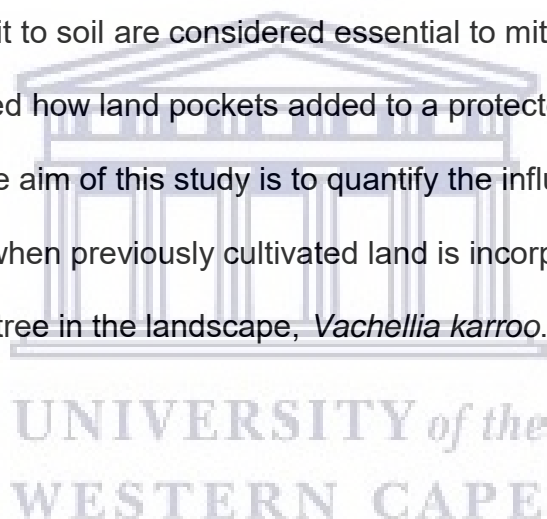 it to soil are considered essential to mit
ed how land pockets added to a protect
e aim of this study is to quantify the influ
when previously cultivated land is incorp
tree in the landscape, Vachellia karroo.
UNIVERSITY of the
WESTERN CAPE